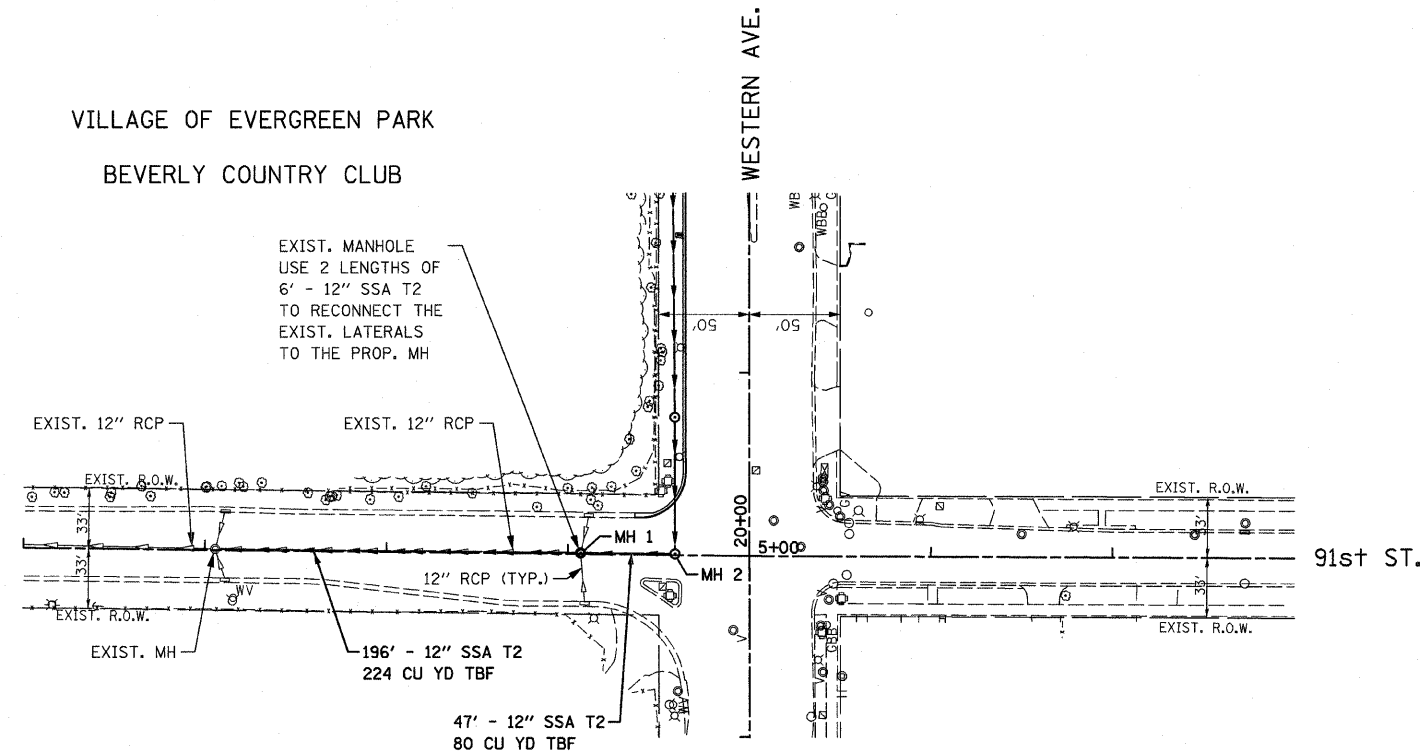 WESTERN AVE.
VILLAGE OF EVERGREEN PARK
BEVERLY COUNTRY CLUB
WB
WBB
G
EXIST. MANHOLE
USE 2 LENGTHS OF
6' - 12" SSA T2
TO RECONNECT THE
EXIST. LATERALS
TO THE PROP. MH
50'
50'
EXIST. 12" RCP
EXIST. 12" RCP
EXIST. R.O.W.
EXIST. R.O.W.
G
33'
33'
20+00
MH 1
5+00
91st ST.
12" RCP (TYP.)
MH 2
33'
33'
WV
EXIST. R.O.W.
EXIST. R.O.W.
EXIST. MH
196' - 12" SSA T2
224 CU YD TBF
V
GBB
47' - 12" SSA T2
80 CU YD TBF